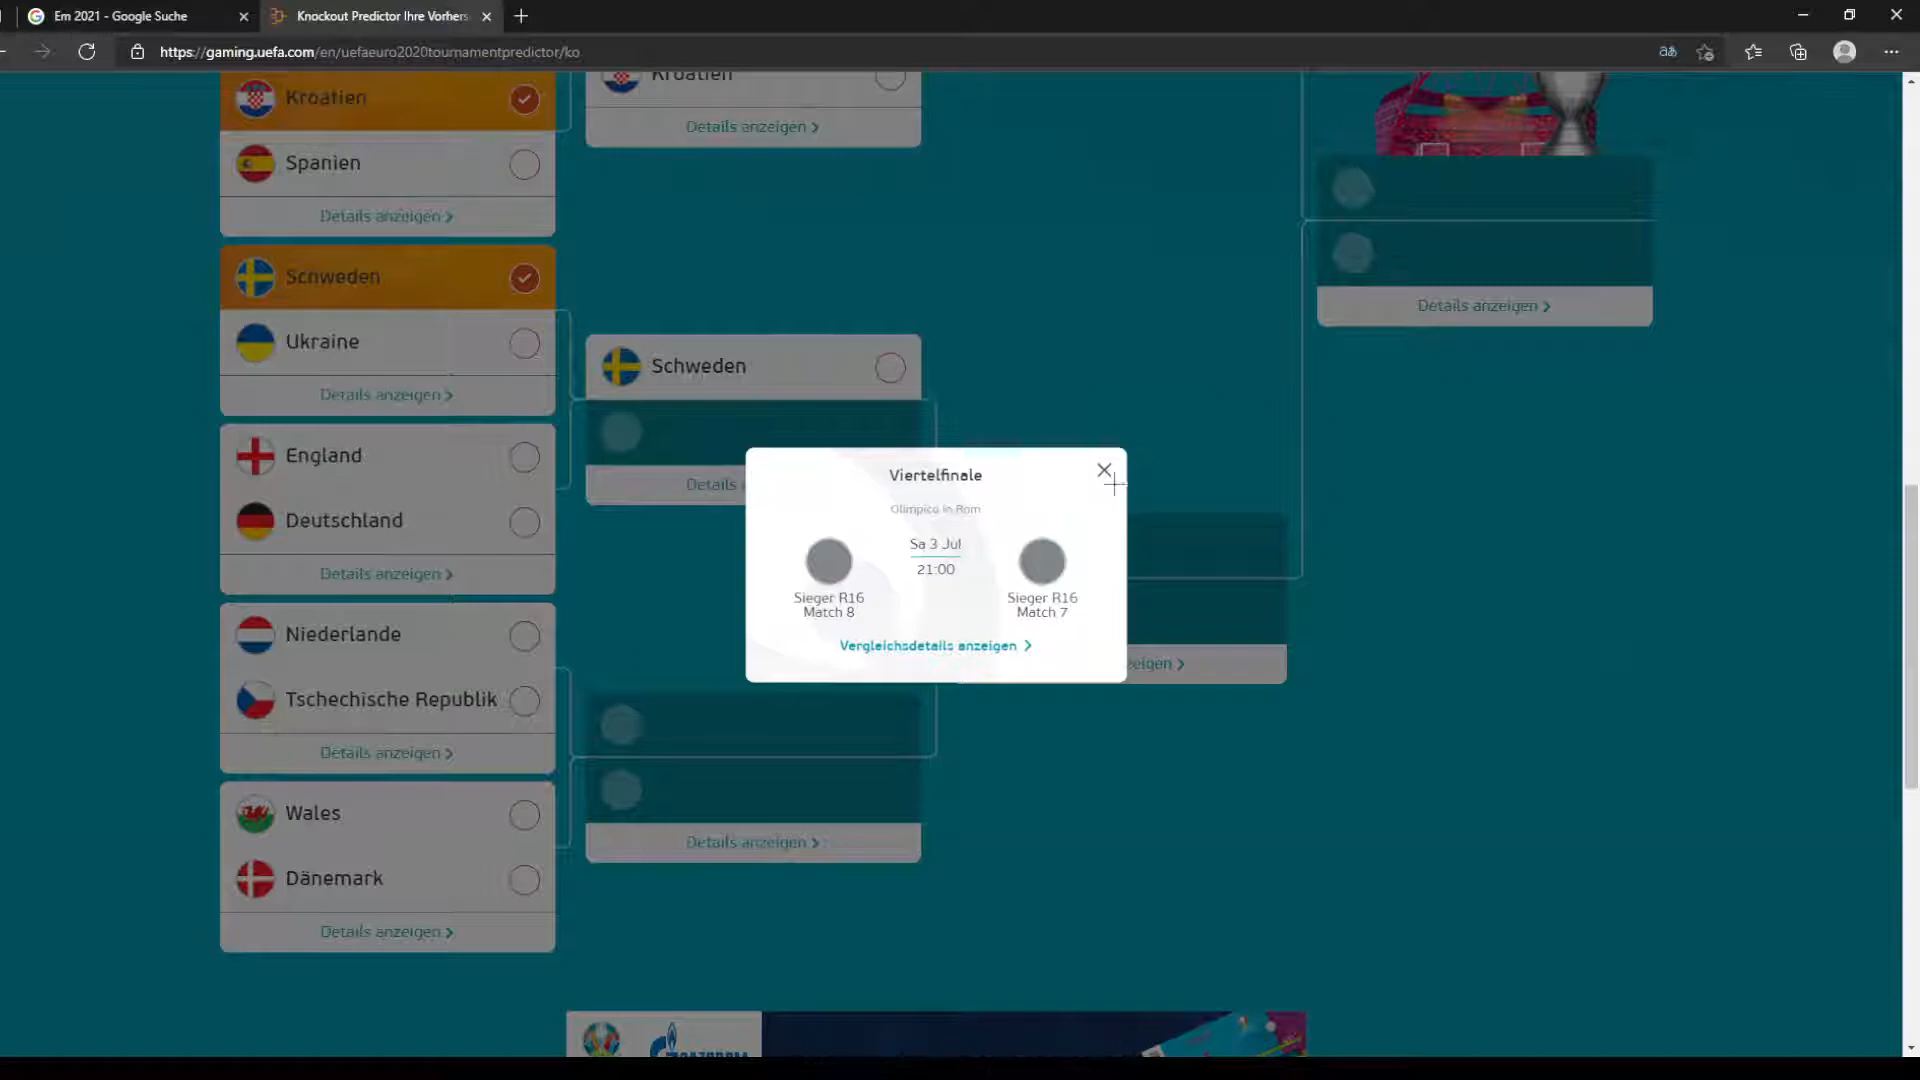 Em 2021 - Google Suche
Knockout Predictor Ihre Vorhers
https://gaming.uefa.com/en/uefaeuro2020tournamentpredictor/ko
Kroatien
Spanien
Details anzeigen
Schweden
Ukraine
Details anzeigen
England
Deutschland
Details anzeigen
Niederlande
Tschechische Republik
Details anzeigen
Wales
Dänemark
Details anzeigen
Kroatien
Details anzeigen
Schweden
Details
Details anzeigen
Viertelfinale
Olimpico in Rom
Sa 3 Jul
21:00
Sieger R16
Match 8
Sieger R16
Match 7
Vergleichsdetails anzeigen
zeigen
Details anzeigen
GAZPROM